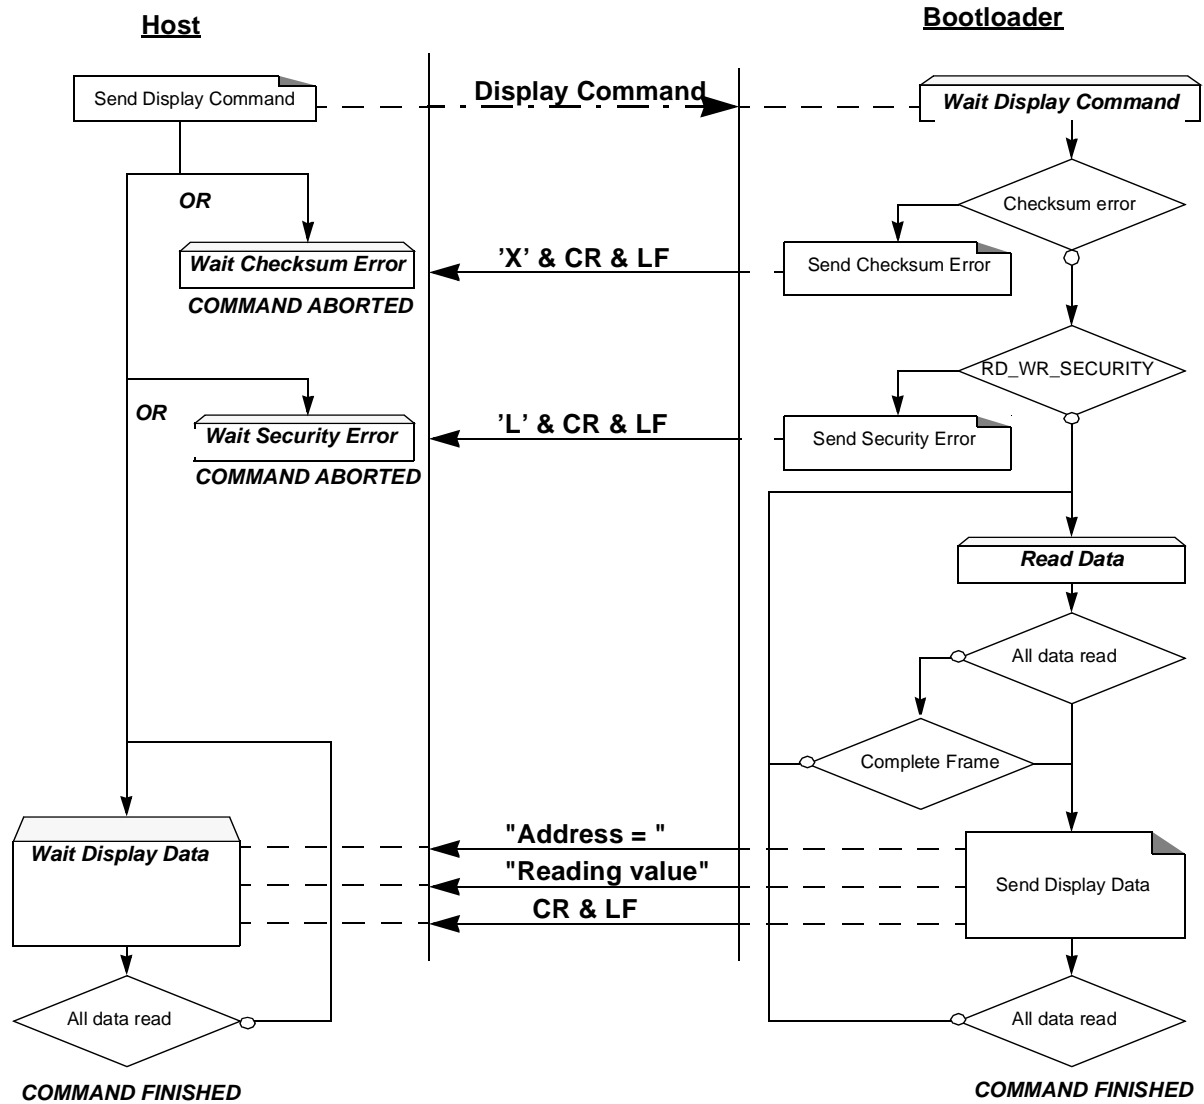 Host
Bootloader
Send Display Command
Display Command
Wait Display Command
OR
Checksum error
Wait Checksum Error
'X' & CR & LF
Send Checksum Error
COMMAND ABORTED
RD_WR_SECURITY
OR
Wait Security Error
'L' & CR & LF
Send Security Error
COMMAND ABORTED
Read Data
All data read
Complete Frame
"Address = "
Wait Display Data
"Reading value"
Send Display Data
CR & LF
All data read
All data read
COMMAND FINISHED
COMMAND FINISHED